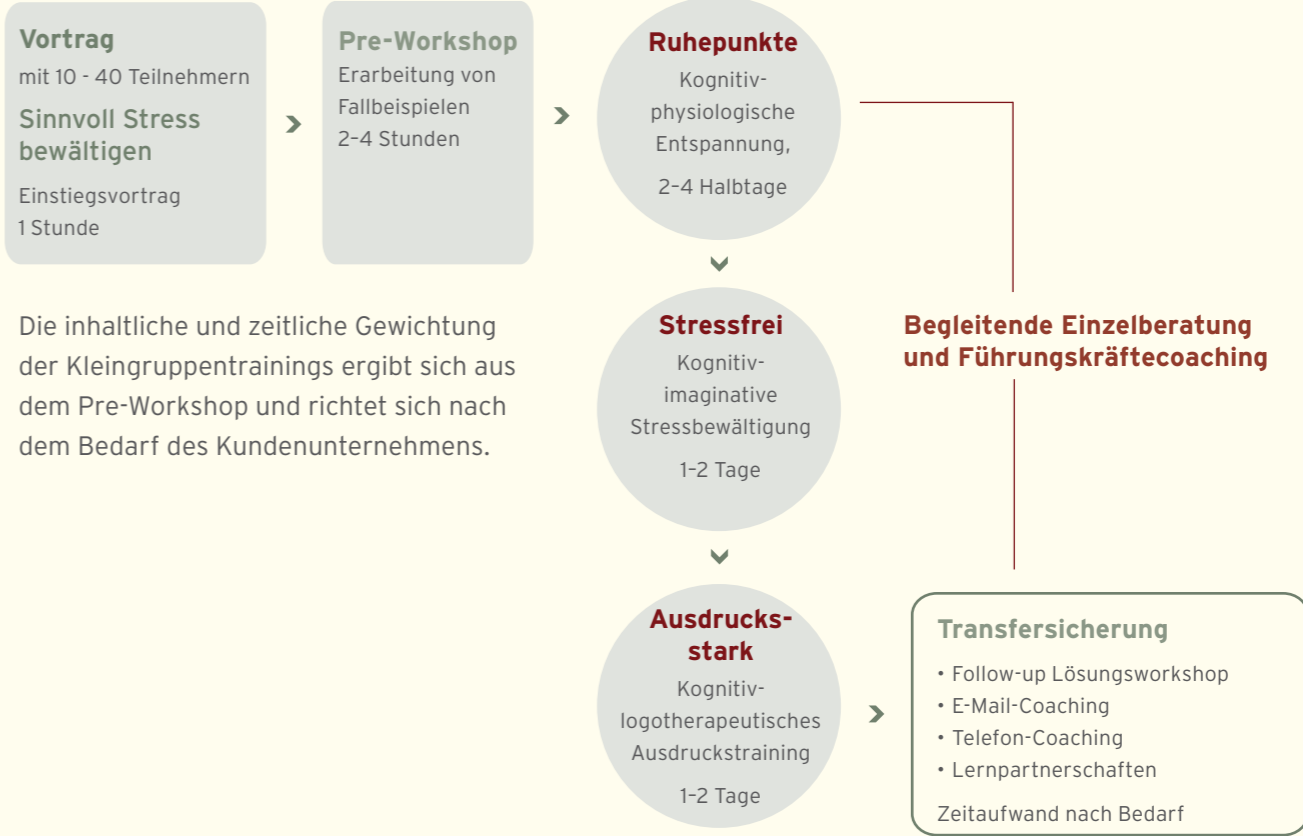 Vortrag
mit 10 - 40 Teilnehmern
Sinnvoll Stress
bewältigen
Einstiegsvortrag
1 Stunde
Pre-Workshop
Erarbeitung von
Fallbeispielen
2–4 Stunden
Ruhepunkte
Kognitiv-
physiologische
Entspannung,
2–4 Halbtage
Die inhaltliche und zeitliche Gewichtung
der Kleingruppentrainings ergibt sich aus
dem Pre-Workshop und richtet sich nach
dem Bedarf des Kundenunternehmens.
Stressfrei
Kognitiv-
imaginative
Stressbewältigung
1–2 Tage
Begleitende Einzelberatung
und Führungskräftecoaching
Ausdrucks-
stark
Kognitiv-
logotherapeutisches
Ausdruckstraining
1–2 Tage
Transfersicherung
• Follow-up Lösungsworkshop
• E-Mail-Coaching
• Telefon-Coaching
• Lernpartnerschaften
Zeitaufwand nach Bedarf